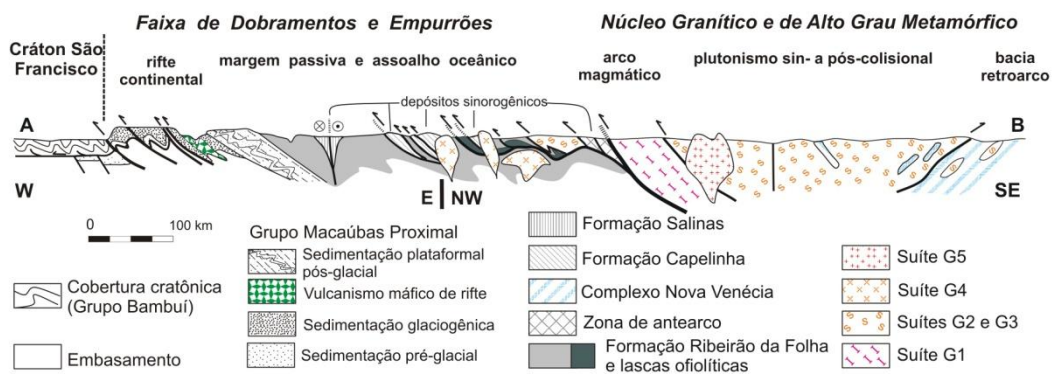 Faixa de Dobramentos e Empurrões
Núcleo Granítico e de Alto Grau Metamórfico
Cráton São
Francisco
rifte
continental
margem passiva e assoalho oceânico
arco
magmático
plutonismo sin- a pós-colisional
bacia
retroarco
depósitos sinorogênicos
A
B
W
E
NW
SE
0
100 km
Cobertura cratônica
(Grupo Bambuí)
Embasamento
Grupo Macaúbas Proximal
Sedimentação plataformal
pós-glacial
Vulcanismo máfico de rifte
Sedimentação glaciogênica
Sedimentação pré-glacial
Formação Salinas
Formação Capelinha
Complexo Nova Venécia
Zona de antearco
Formação Ribeirão da Folha
e lascas ofiolíticas
Suíte G5
Suíte G4
Suítes G2 e G3
Suíte G1